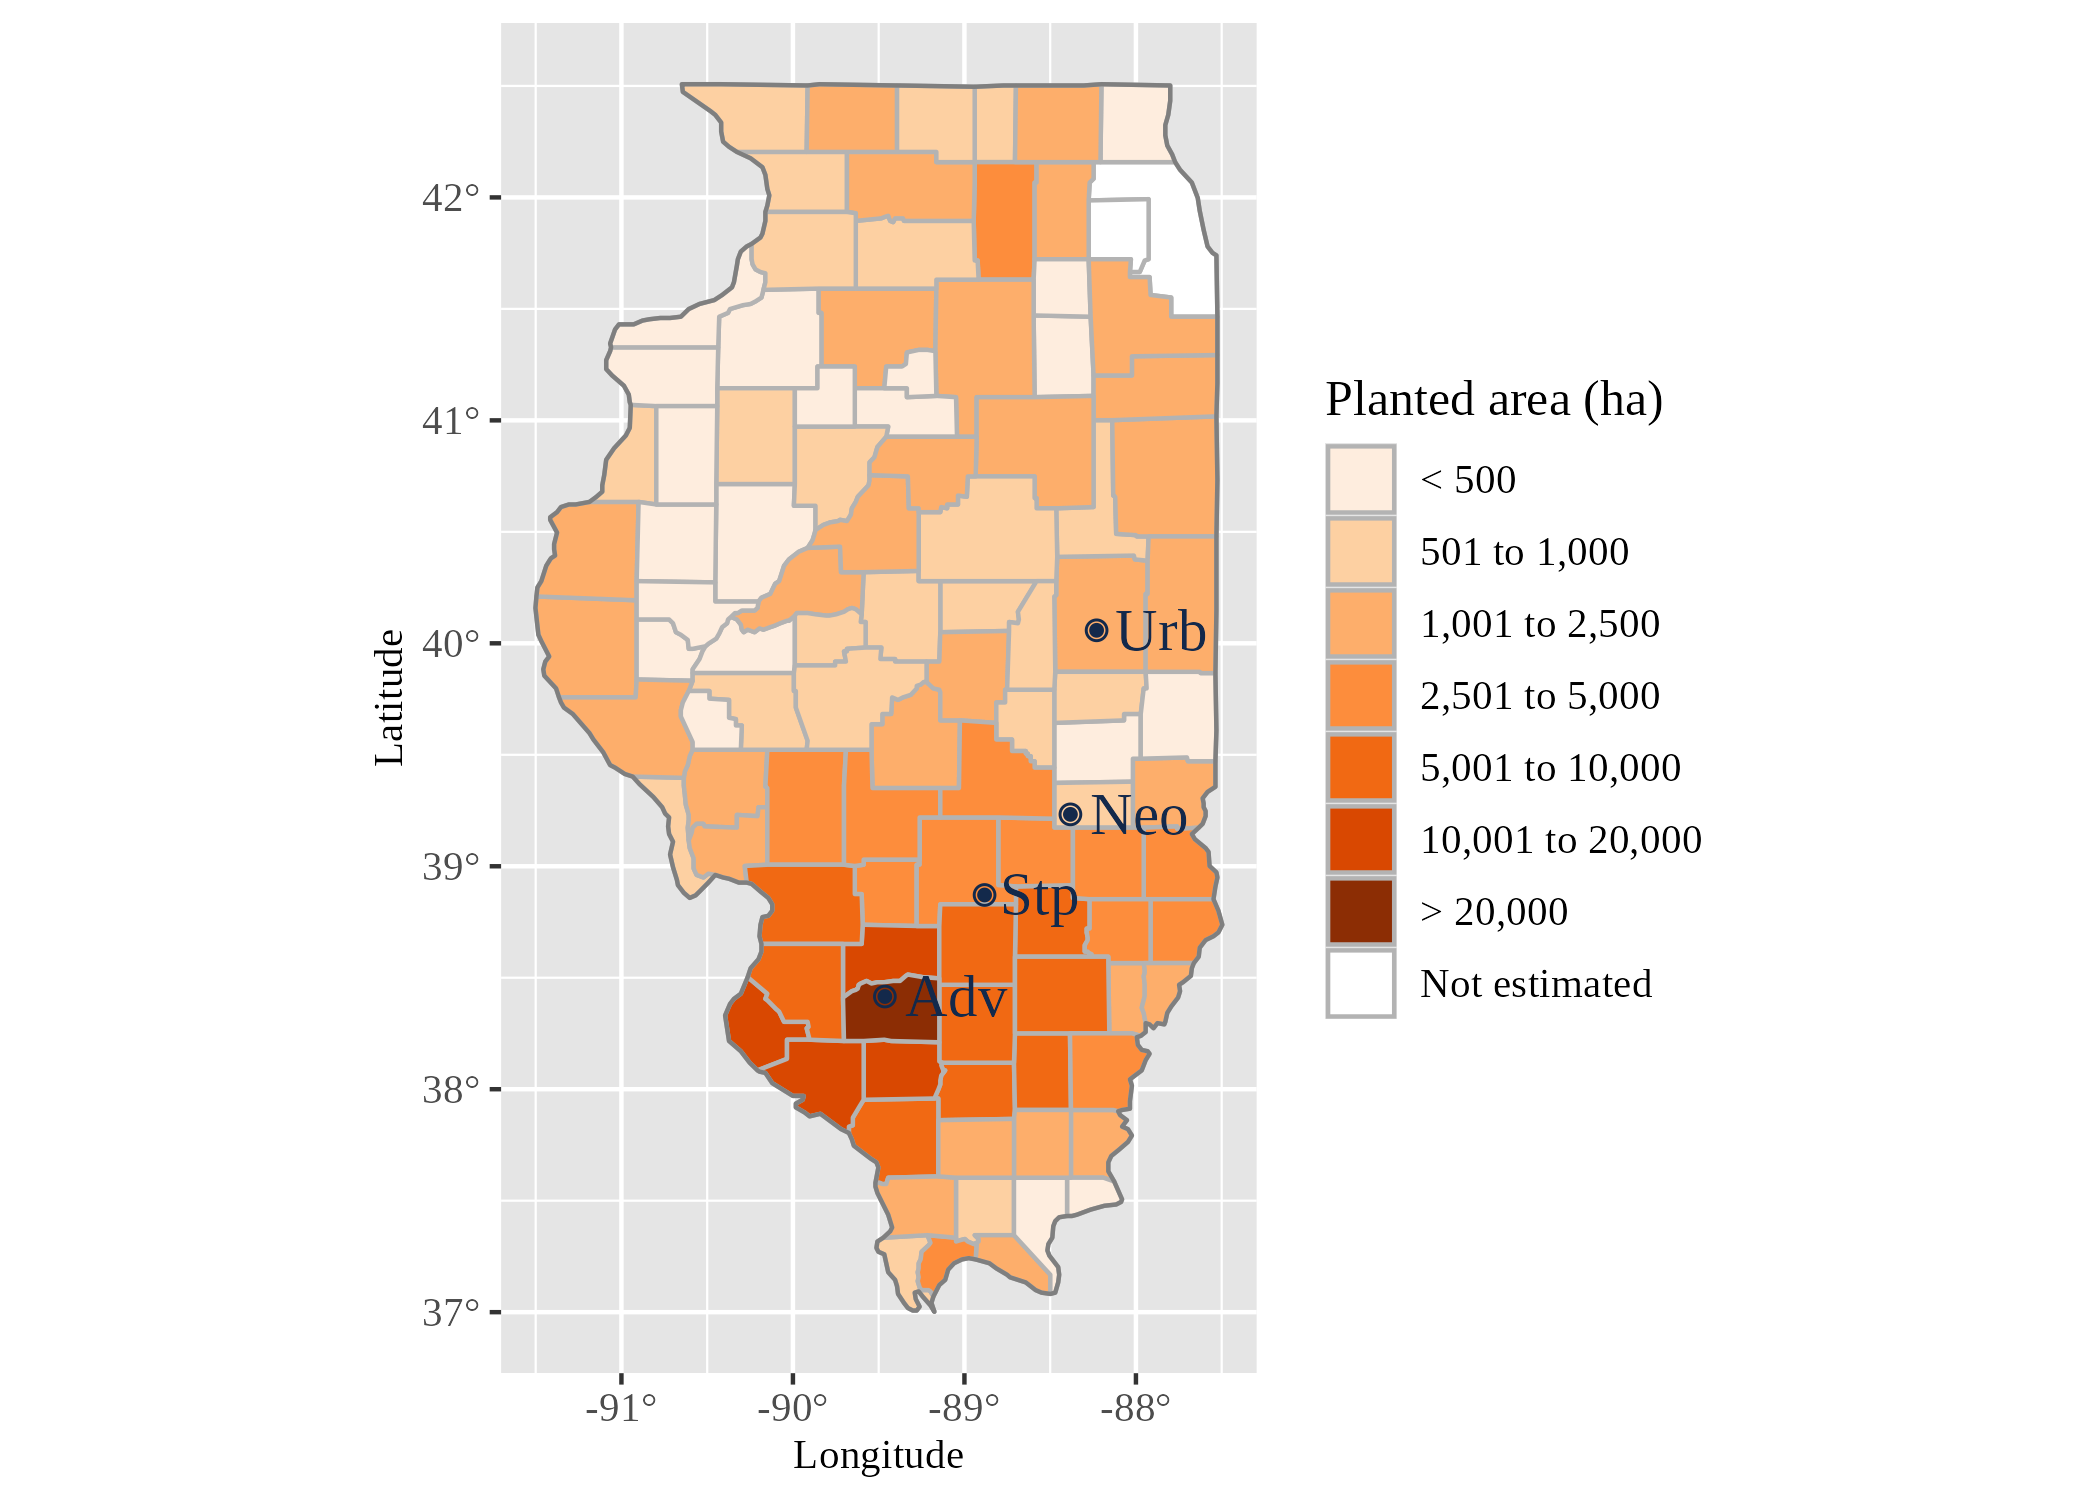 42°
41°
40°
39°
38°
37°
Latitude
-91°
-90°
-89°
-88°
Longitude
Urb
Neo
Stp
Adv
Planted area (ha)
< 500
501 to 1,000
1,001 to 2,500
2,501 to 5,000
5,001 to 10,000
10,001 to 20,000
> 20,000
Not estimated